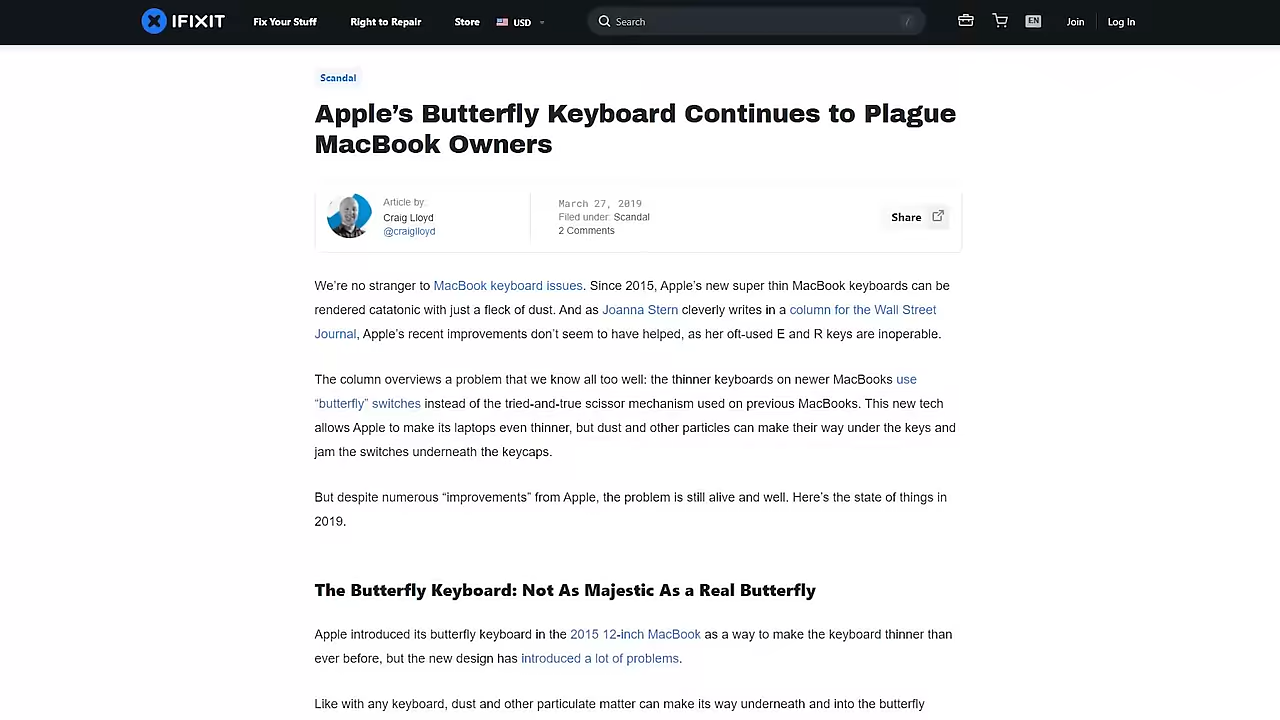 IFIXIT Fix Your Stuff Right to Repair Store USD Search / EN Join Log In
Scandal
Apple’s Butterfly Keyboard Continues to Plague
MacBook Owners
Article by:
Craig Lloyd
@craiglloyd
March 27, 2019
Filed under: Scandal
2 Comments
Share
We’re no stranger to MacBook keyboard issues. Since 2015, Apple’s new super thin MacBook keyboards can be
rendered catatonic with just a fleck of dust. And as Joanna Stern cleverly writes in a column for the Wall Street
Journal, Apple’s recent improvements don’t seem to have helped, as her oft-used E and R keys are inoperable.
The column overviews a problem that we know all too well: the thinner keyboards on newer MacBooks use
“butterfly” switches instead of the tried-and-true scissor mechanism used on previous MacBooks. This new tech
allows Apple to make its laptops even thinner, but dust and other particles can make their way under the keys and
jam the switches underneath the keycaps.
But despite numerous “improvements” from Apple, the problem is still alive and well. Here’s the state of things in
2019.
The Butterfly Keyboard: Not As Majestic As a Real Butterfly
Apple introduced its butterfly keyboard in the 2015 12-inch MacBook as a way to make the keyboard thinner than
ever before, but the new design has introduced a lot of problems.
Like with any keyboard, dust and other particulate matter can make its way underneath and into the butterfly